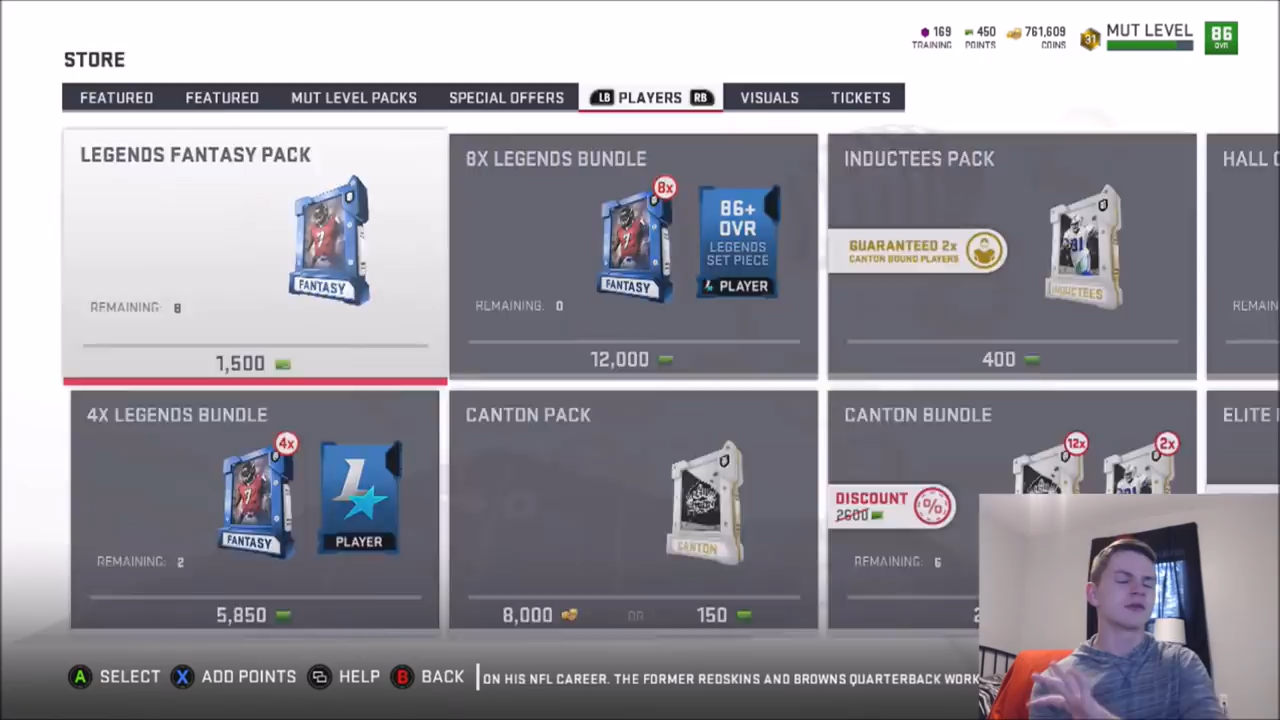 169 450 761,609 31 MUT LEVEL 86
TRAINING POINTS COINS OVR
STORE
FEATURED FEATURED MUT LEVEL PACKS SPECIAL OFFERS LB PLAYERS RB VISUALS TICKETS
LEGENDS FANTASY PACK
FANTASY
REMAINING: 8
1,500
8X LEGENDS BUNDLE
8x
FANTASY
86+
OVR
LEGENDS
SET PIECE
PLAYER
REMAINING: 0
12,000
INDUCTEES PACK
GUARANTEED 2x
CANTON BOUND PLAYERS
INDUCTEES
400
HALL
REMAIN
4X LEGENDS BUNDLE
4x
FANTASY
L
PLAYER
REMAINING: 2
5,850
CANTON PACK
CANTON
8,000 OR 150
CANTON BUNDLE
12x 2x
DISCOUNT %
2600
REMAINING: 6
2
ELITE
A SELECT X ADD POINTS HELP B BACK
ON HIS NFL CAREER. THE FORMER REDSKINS AND BROWNS QUARTERBACK WORK